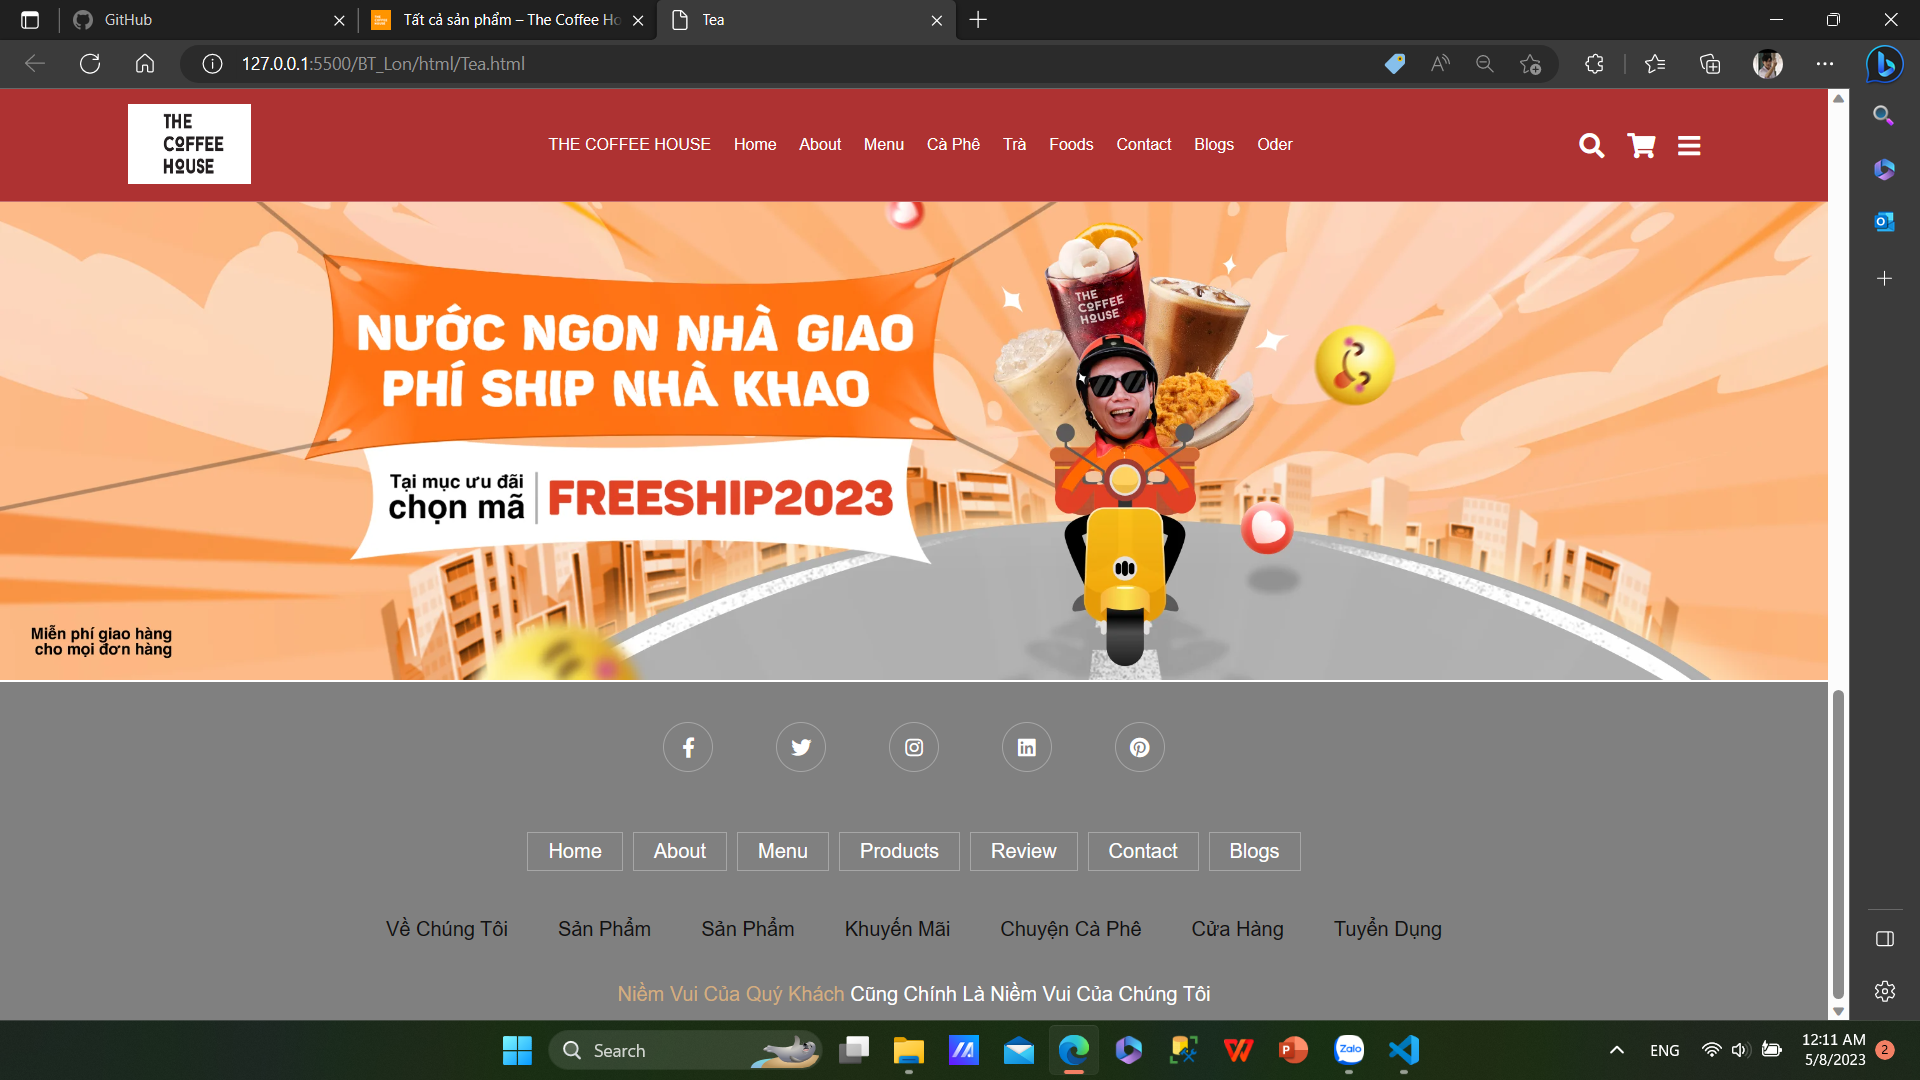 GitHub
Tất cả sản phẩm – The Coffee Ho
Tea
127.0.0.1:5500/BT_Lon/html/Tea.html
THE
COFFEE
HOUSE
THE COFFEE HOUSE Home About Menu Cà Phê Trà Foods Contact Blogs Oder
THE
COFFEE
HOUSE
NƯỚC NGON NHÀ GIAO
PHÍ SHIP NHÀ KHAO
Tại mục ưu đãi
chọn mã
FREESHIP2023
Miễn phí giao hàng
cho mọi đơn hàng
Home About Menu Products Review Contact Blogs
Về Chúng Tôi Sản Phẩm Sản Phẩm Khuyến Mãi Chuyện Cà Phê Cửa Hàng Tuyển Dụng
Niềm Vui Của Quý Khách Cũng Chính Là Niềm Vui Của Chúng Tôi
Search
Zalo
ENG
12:11 AM
5/8/2023
2